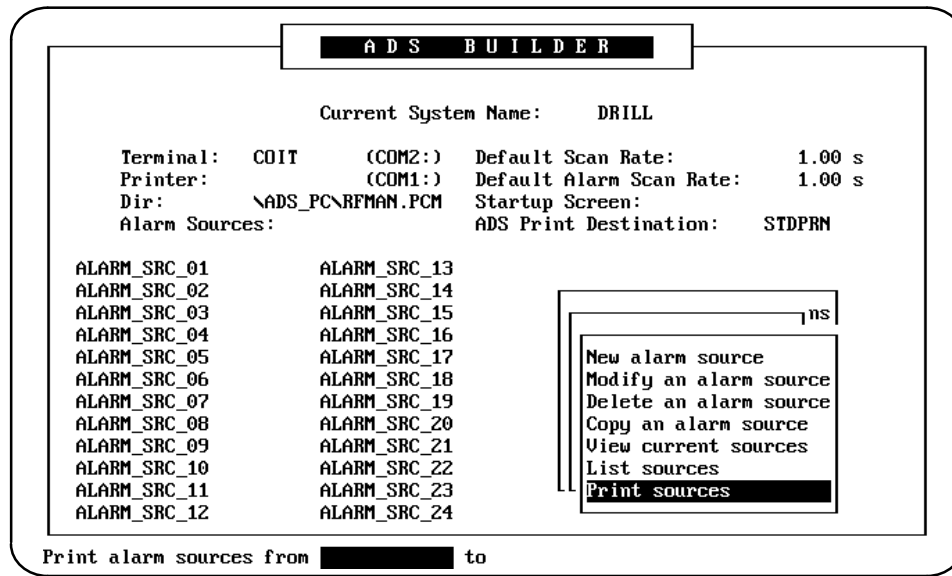 ADS BUILDER
Current System Name: DRILL
Terminal: COIT (COM2:) Default Scan Rate: 1.00 s
Printer: (COM1:) Default Alarm Scan Rate: 1.00 s
Dir: \ADS_PC\RFMAN.PCM Startup Screen:
Alarm Sources: ADS Print Destination: STDPRN
ALARM_SRC_01 ALARM_SRC_13
ALARM_SRC_02 ALARM_SRC_14
ALARM_SRC_03 ALARM_SRC_15
ALARM_SRC_04 ALARM_SRC_16
ALARM_SRC_05 ALARM_SRC_17
ALARM_SRC_06 ALARM_SRC_18
ALARM_SRC_07 ALARM_SRC_19
ALARM_SRC_08 ALARM_SRC_20
ALARM_SRC_09 ALARM_SRC_21
ALARM_SRC_10 ALARM_SRC_22
ALARM_SRC_11 ALARM_SRC_23
ALARM_SRC_12 ALARM_SRC_24
ns
New alarm source
Modify an alarm source
Delete an alarm source
Copy an alarm source
View current sources
List sources
Print sources
Print alarm sources from to